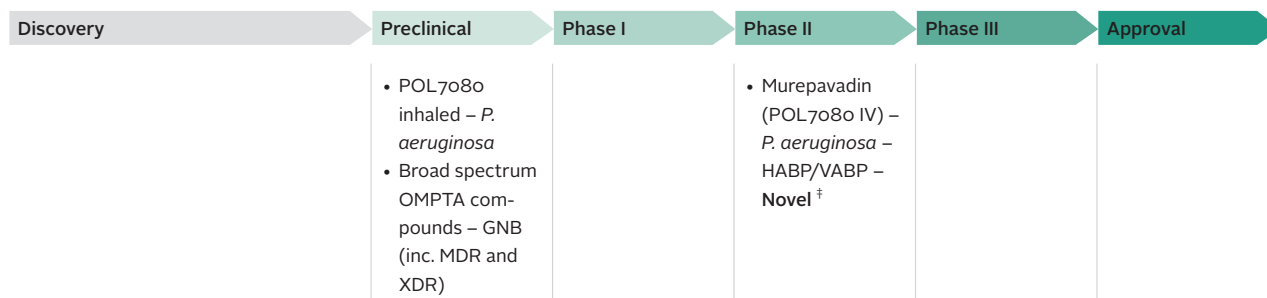 Discovery
Preclinical
Phase I
Phase II
Phase III
Approval
• POL7080
inhaled – P.
aeruginosa
• Broad spectrum
OMPTA com-
pounds – GNB
(inc. MDR and
XDR)
• Murepavadin
(POL7080 IV) –
P. aeruginosa –
HABP/VABP –
Novel ‡